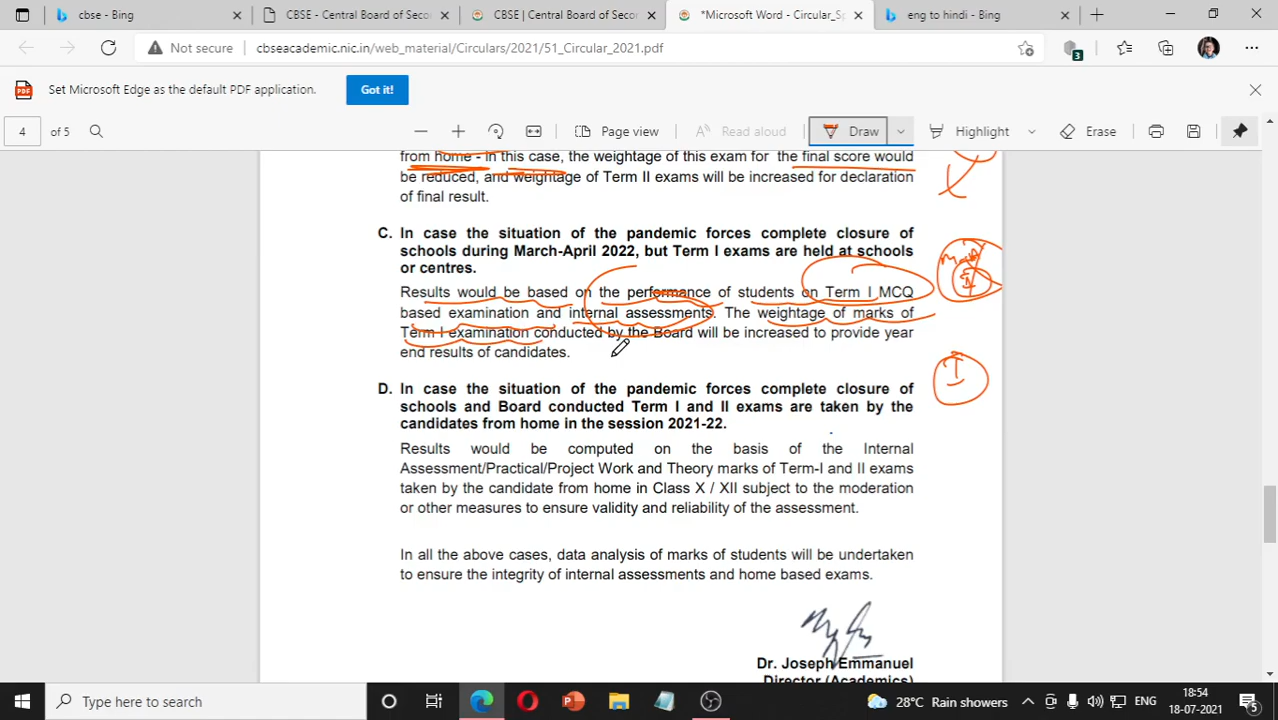 cbse - Bing
CBSE - Central Board of Secor
CBSE | Central Board of Secor
*Microsoft Word - Circular_Sp
eng to hindi - Bing
Not secure
cbseacademic.nic.in/web_material/Circulars/2021/51_Circular_2021.pdf
3
Set Microsoft Edge as the default PDF application.
Got it!
4 of 5
Page view
Read aloud
Draw
Highlight
Erase
from home - in this case, the weightage of this exam for the final score would
be reduced, and weightage of Term II exams will be increased for declaration
of final result.
C. In case the situation of the pandemic forces complete closure of
schools during March-April 2022, but Term I exams are held at schools
or centres.
Results would be based on the performance of students on Term I MCQ
based examination and internal assessments. The weightage of marks of
Term I examination conducted by the Board will be increased to provide year
end results of candidates.
I
D. In case the situation of the pandemic forces complete closure of
schools and Board conducted Term I and II exams are taken by the
candidates from home in the session 2021-22.
Results would be computed on the basis of the Internal
Assessment/Practical/Project Work and Theory marks of Term-I and II exams
taken by the candidate from home in Class X / XII subject to the moderation
or other measures to ensure validity and reliability of the assessment.
In all the above cases, data analysis of marks of students will be undertaken
to ensure the integrity of internal assessments and home based exams.
Dr. Joseph Emmanuel
Director (Academics)
Type here to search
28°C Rain showers
ENG
18:54
18-07-2021
5